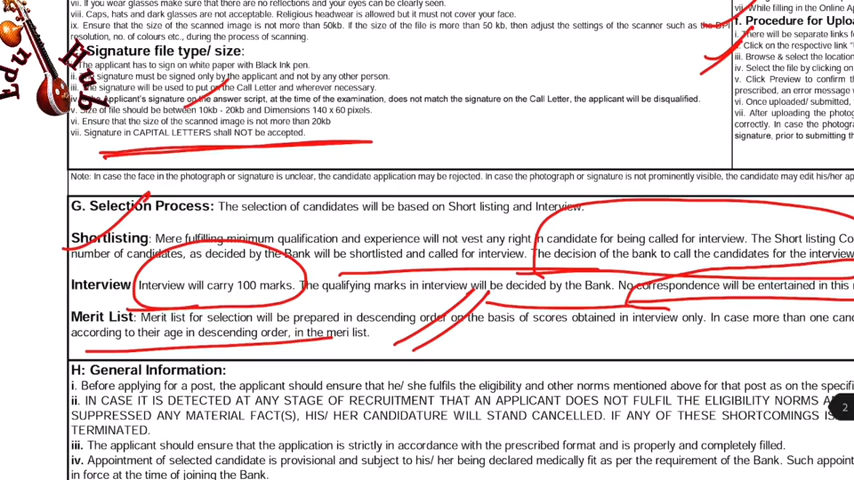 vii. If you wear glasses make sure that there are no reflections and your eyes can be clearly seen.
viii. Caps, hats and dark glasses are not acceptable. Religious headwear is allowed but it must not cover your face.
ix. Ensure that the size of the scanned image is not more than 50kb. If the size of the file is more than 50 kb, then adjust the settings of the scanner such as the DPI
resolution, no. of colours etc., during the process of scanning.
Signature file type/ size:
The applicant has to sign on white paper with Black Ink pen.
ii. The signature must be signed only by the applicant and not by any other person.
iii. The signature will be used to put on the Call Letter and wherever necessary.
iv. Applicant's signature on the answer script, at the time of the examination, does not match the signature on the Call Letter, the applicant will be disqualified.
v. Size of file should be between 10kb - 20kb and Dimensions 140 x 60 pixels.
vi. Ensure that the size of the scanned image is not more than 20kb
vii. Signature in CAPITAL LETTERS shall NOT be accepted.
vii. While filling in the Online Ap
I. Procedure for Uploa
i. There will be separate links fo
Click on the respective link "
iii. Browse & select the location
iv. Select the file by clicking on
v. Click Preview to confirm th
prescribed, an error message w
vi. Once uploaded/ submitted,
vii. After uploading the photog
correctly. In case the photogra
signature, prior to submitting th
Edu Hub
Note: In case the face in the photograph or signature is unclear, the candidate application may be rejected. In case the photograph or signature is not prominently visible, the candidate may edit his/her ap
G. Selection Process: The selection of candidates will be based on Short listing and Interview.
Shortlisting: Mere fulfilling minimum qualification and experience will not vest any right in candidate for being called for interview. The Short listing Co
number of candidates, as decided by the Bank will be shortlisted and called for interview. The decision of the bank to call the candidates for the interview
Interview: Interview will carry 100 marks. The qualifying marks in interview will be decided by the Bank. No correspondence will be entertained in this r
Merit List: Merit list for selection will be prepared in descending order on the basis of scores obtained in interview only. In case more than one cand
according to their age in descending order, in the meri list.
H: General Information:
i. Before applying for a post, the applicant should ensure that he/ she fulfils the eligibility and other norms mentioned above for that post as on the specifi
ii. IN CASE IT IS DETECTED AT ANY STAGE OF RECRUITMENT THAT AN APPLICANT DOES NOT FULFIL THE ELIGIBILITY NORMS A
SUPPRESSED ANY MATERIAL FACT(S), HIS/ HER CANDIDATURE WILL STAND CANCELLED. IF ANY OF THESE SHORTCOMINGS IS
TERMINATED.
iii. The applicant should ensure that the application is strictly in accordance with the prescribed format and is properly and completely filled.
iv. Appointment of selected candidate is provisional and subject to his/ her being declared medically fit as per the requirement of the Bank. Such appoint
in force at the time of joining the Bank.
2